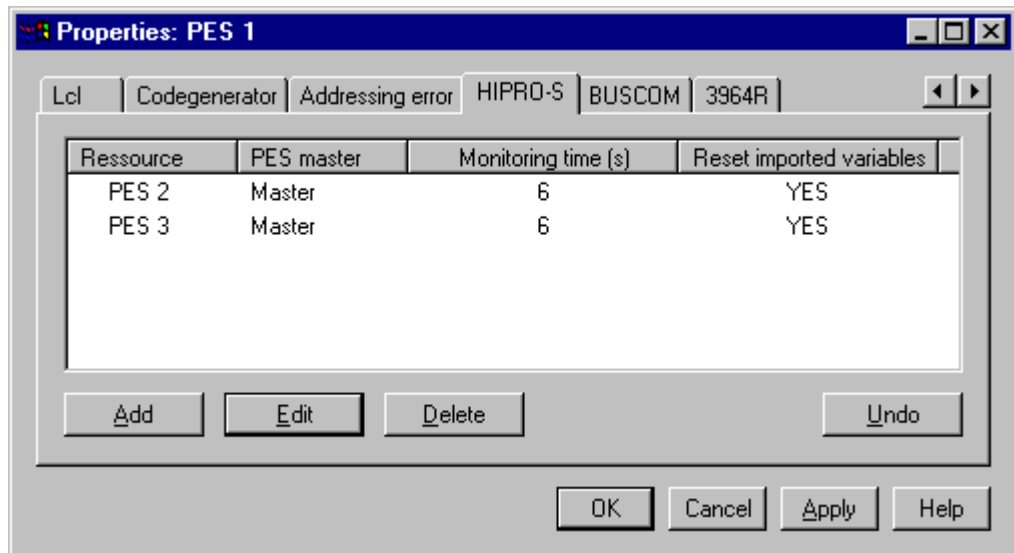 Properties: PES 1
Lcl Codegenerator Addressing error HIPRO-S BUSCOM 3964R
Ressource PES master Monitoring time (s) Reset imported variables
PES 2 Master 6 YES
PES 3 Master 6 YES
Add Edit Delete Undo
OK Cancel Apply Help